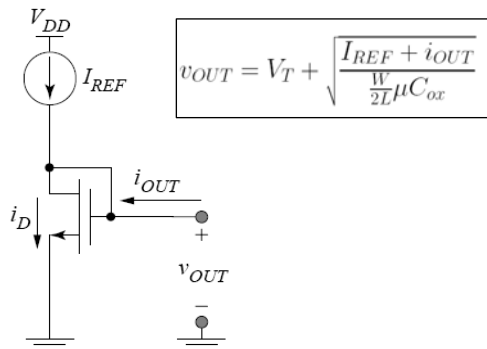 V_DD
I_REF
v_OUT = V_T + √((I_REF + i_OUT) / ((W/2L) μC_ox))
i_OUT
i_D
+
v_OUT
−